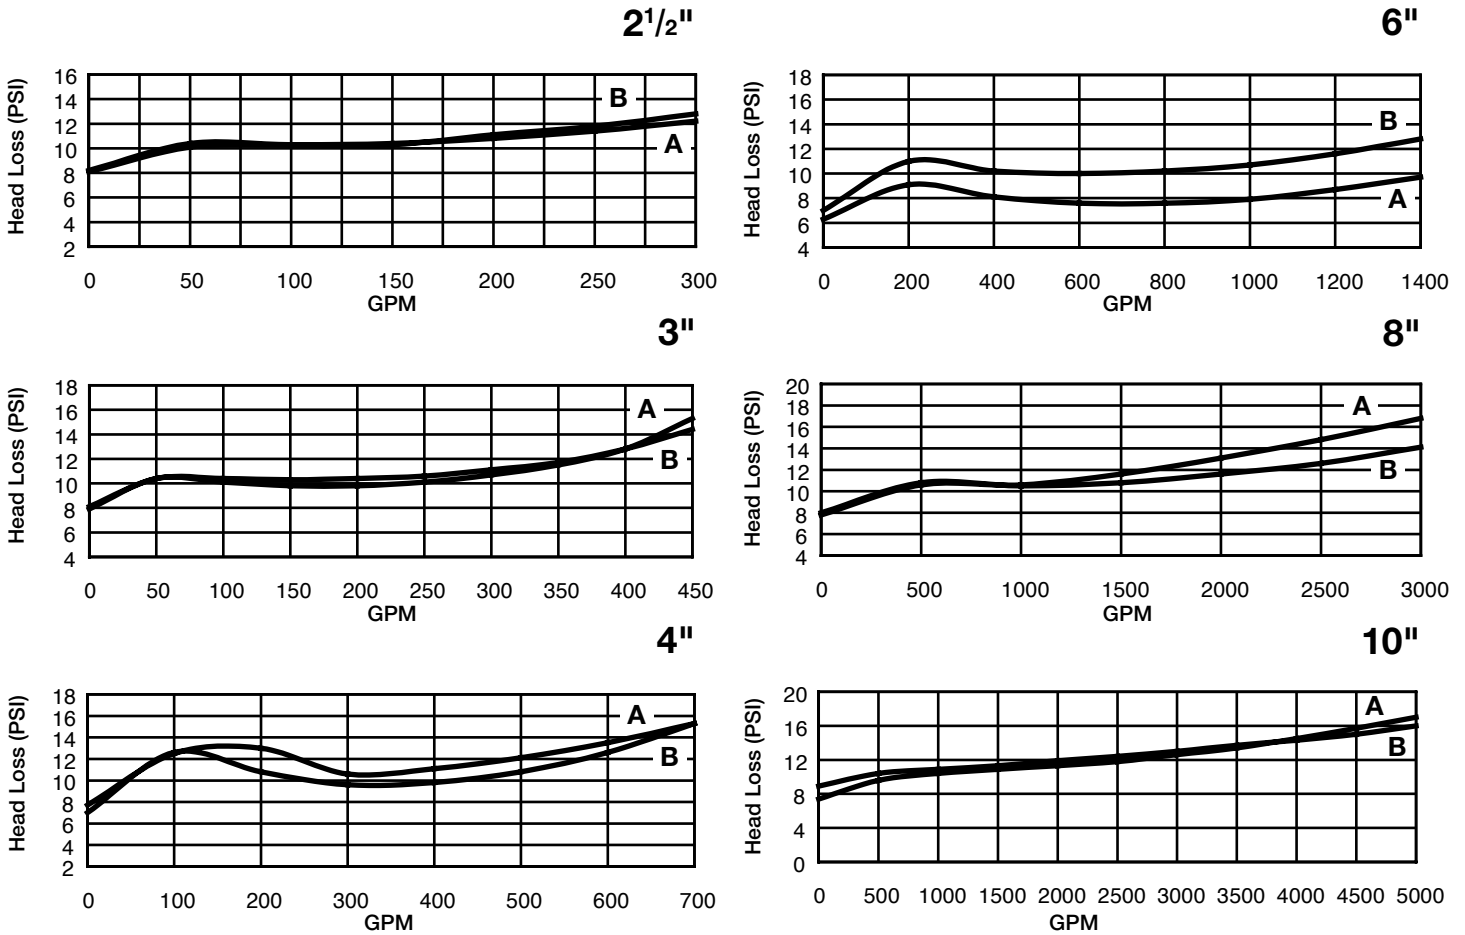 2 1/2"
Head Loss (PSI)
16
14
12
10
8
6
4
2
B
A
0 50 100 150 200 250 300
GPM
3"
Head Loss (PSI)
18
16
14
12
10
8
6
4
A
B
0 50 100 150 200 250 300 350 400 450
GPM
4"
Head Loss (PSI)
18
16
14
12
10
8
6
4
2
A
B
0 100 200 300 400 500 600 700
GPM
6"
Head Loss (PSI)
18
16
14
12
10
8
6
4
B
A
0 200 400 600 800 1000 1200 1400
GPM
8"
Head Loss (PSI)
20
18
16
14
12
10
8
6
4
A
B
0 500 1000 1500 2000 2500 3000
GPM
10"
Head Loss (PSI)
20
16
12
8
4
0
A
B
0 500 1000 1500 2000 2500 3000 3500 4000 4500 5000
GPM